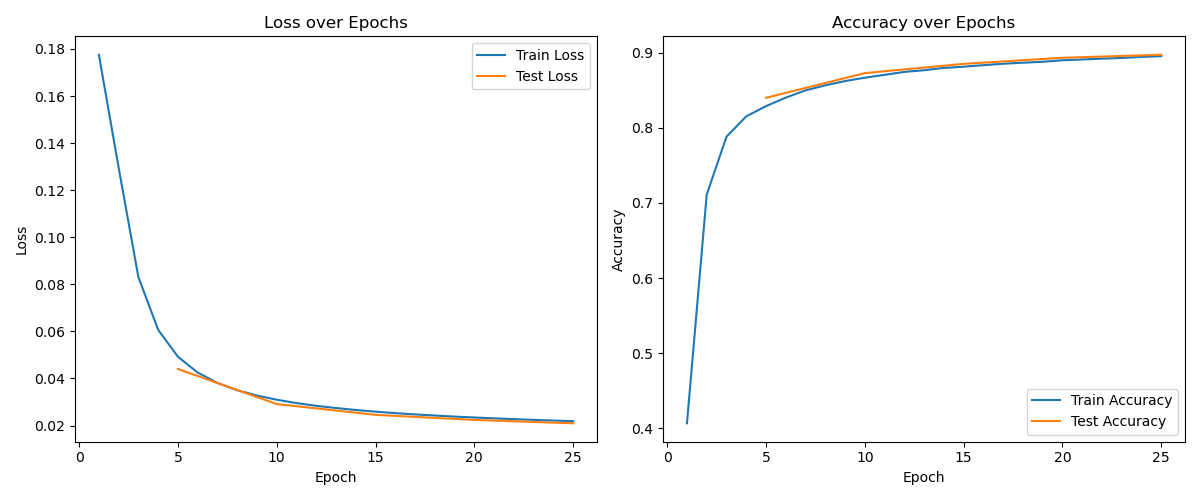 Loss over Epochs
0.18
0.16
0.14
0.12
0.10
0.08
0.06
0.04
0.02
Loss
0 5 10 15 20 25
Epoch
Train Loss
Test Loss
Accuracy over Epochs
0.9
0.8
0.7
0.6
0.5
0.4
Accuracy
0 5 10 15 20 25
Epoch
Train Accuracy
Test Accuracy